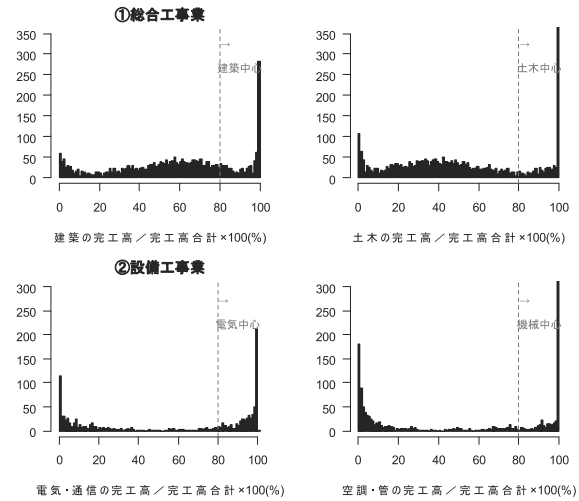 ①総合工事業
350
300
250
200
150
100
50
0
→
建築中心
0 20 40 60 80 100
建築の完工高／完工高合計×100(%)
350
300
250
200
150
100
50
0
→
土木中心
0 20 40 60 80 100
土木の完工高／完工高合計×100(%)
②設備工事業
300
250
200
150
100
50
0
→
電気中心
0 20 40 60 80 100
電気・通信の完工高／完工高合計×100(%)
300
250
200
150
100
50
0
→
機械中心
0 20 40 60 80 100
空調・管の完工高／完工高合計×100(%)